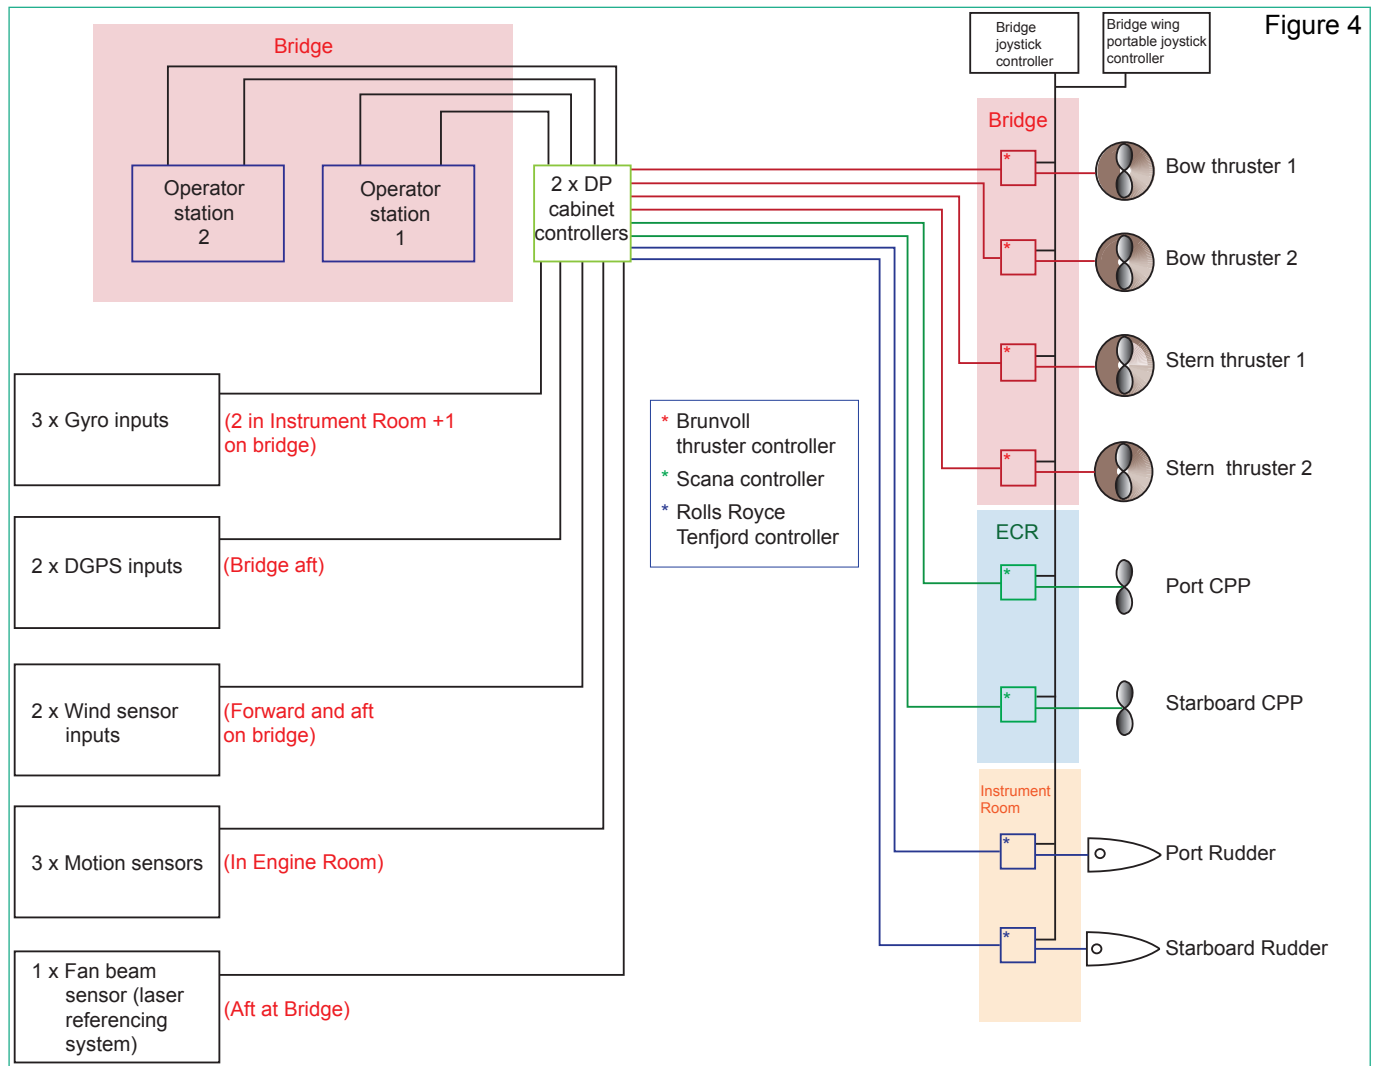 Figure 4
Bridge
joystick
controller
Bridge wing
portable joystick
controller
Bridge
Operator
station
2
Operator
station
1
2 x DP
cabinet
controllers
Bridge
* Bow thruster 1
* Bow thruster 2
* Stern thruster 1
* Stern thruster 2
ECR
* Port CPP
* Starboard CPP
Instrument
Room
* Port Rudder
* Starboard Rudder
3 x Gyro inputs
(2 in Instrument Room +1
on bridge)
2 x DGPS inputs
(Bridge aft)
2 x Wind sensor
inputs
(Forward and aft
on bridge)
3 x Motion sensors
(In Engine Room)
1 x Fan beam
sensor (laser
referencing
system)
(Aft at Bridge)
* Brunvoll
thruster controller
* Scana controller
* Rolls Royce
Tenfjord controller